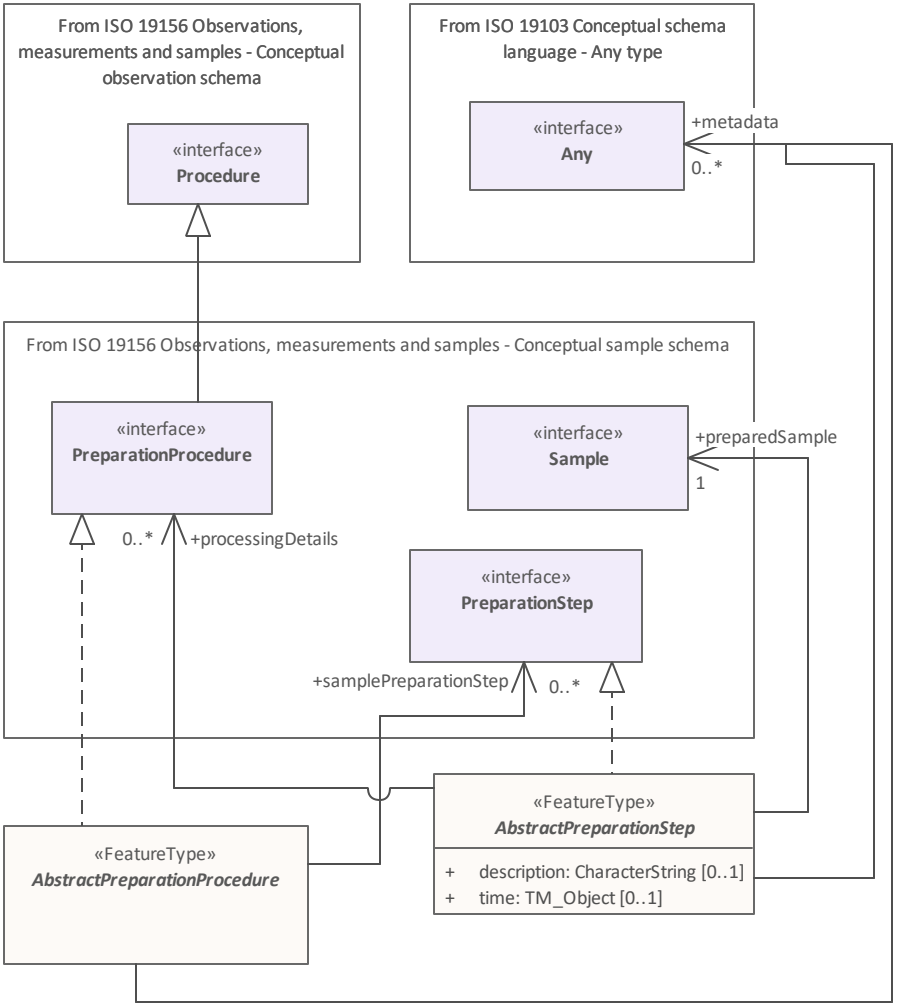 From ISO 19156 Observations,
measurements and samples - Conceptual
observation schema
«interface»
Procedure
From ISO 19103 Conceptual schema
language - Any type
«interface»
Any
+metadata
0..*
From ISO 19156 Observations, measurements and samples - Conceptual sample schema
«interface»
PreparationProcedure
«interface»
Sample
+preparedSample
1
0..*
+processingDetails
«interface»
PreparationStep
+samplePreparationStep
0..*
«FeatureType»
AbstractPreparationStep
+ description: CharacterString [0..1]
+ time: TM_Object [0..1]
«FeatureType»
AbstractPreparationProcedure